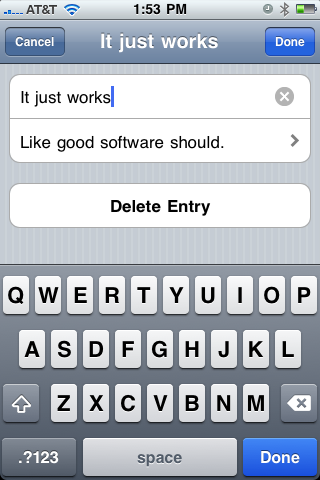 AT&T 1:53 PM
Cancel It just works Done
It just works
Like good software should.
Delete Entry
Q W E R T Y U I O P
A S D F G H J K L
Z X C V B N M
.?123 space Done